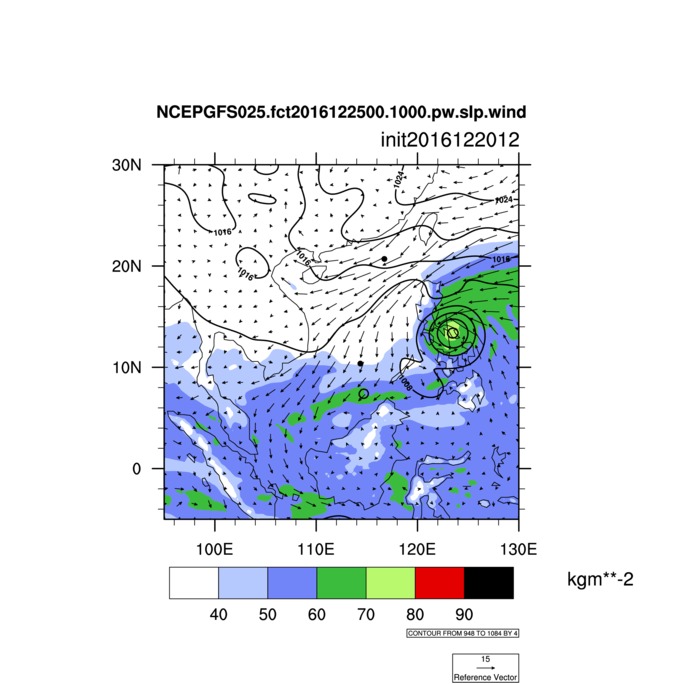 NCEPGFS025.fct2016122500.1000.pw.slp.wind
init2016122012
30N
1024
1024
1016
1016
1016
20N
1016
10N
1008
0
100E 110E 120E 130E
kgm**-2
40 50 60 70 80 90
CONTOUR FROM 948 TO 1084 BY 4
15
Reference Vector